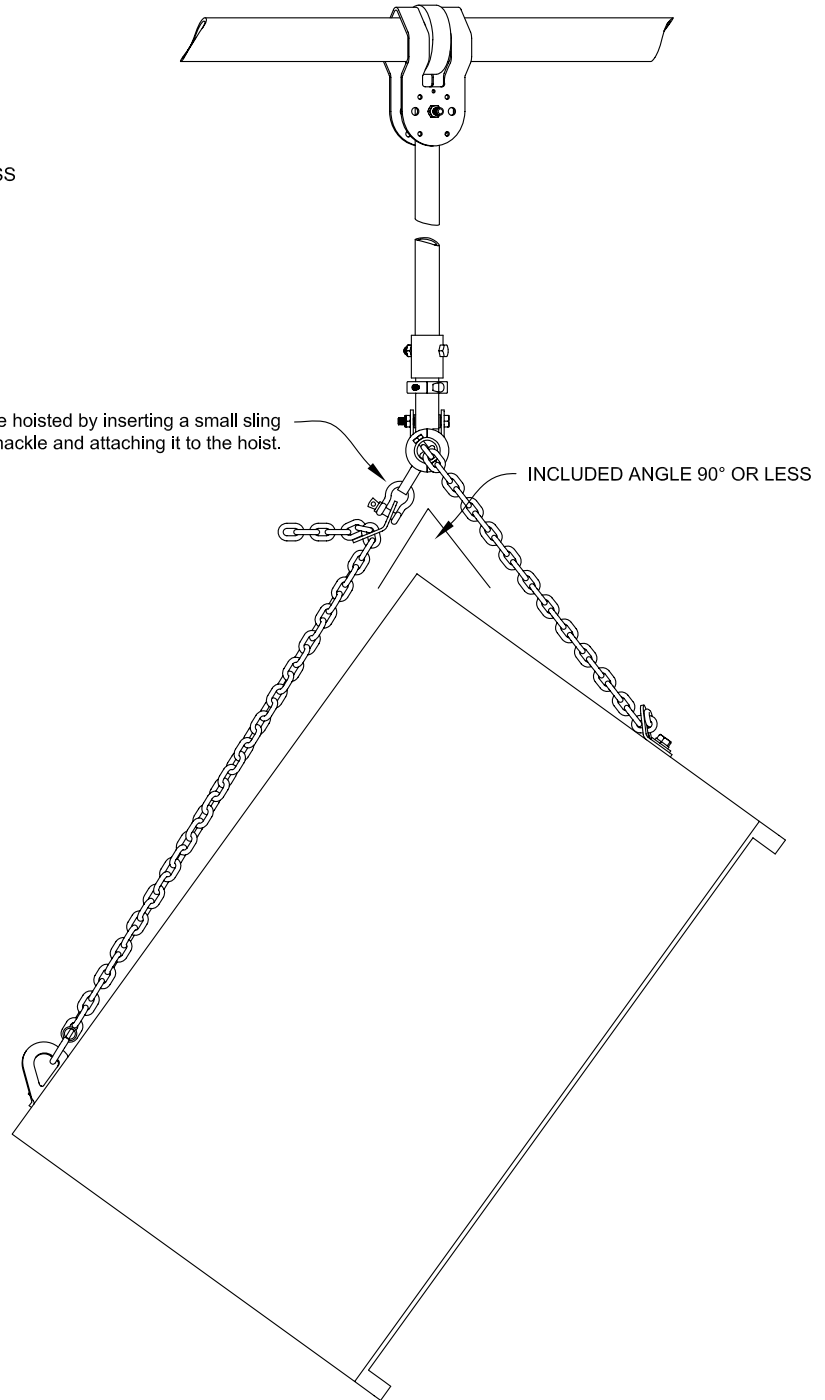 SS
e hoisted by inserting a small sling
hackle and attaching it to the hoist.
INCLUDED ANGLE 90° OR LESS